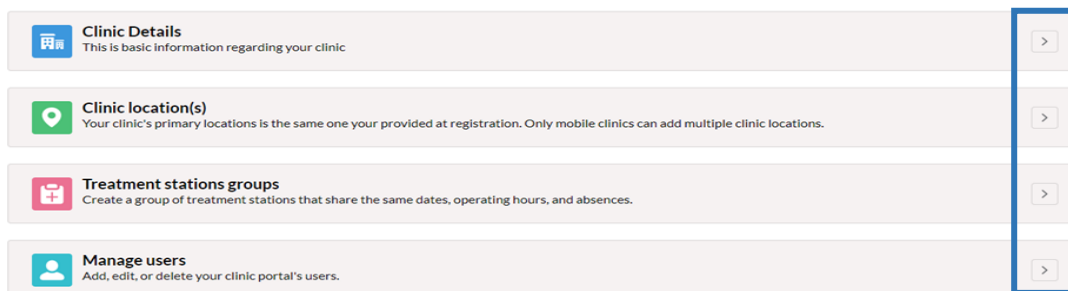 Clinic Details
This is basic information regarding your clinic
Clinic location(s)
Your clinic's primary locations is the same one your provided at registration. Only mobile clinics can add multiple clinic locations.
Treatment stations groups
Create a group of treatment stations that share the same dates, operating hours, and absences.
Manage users
Add, edit, or delete your clinic portal's users.